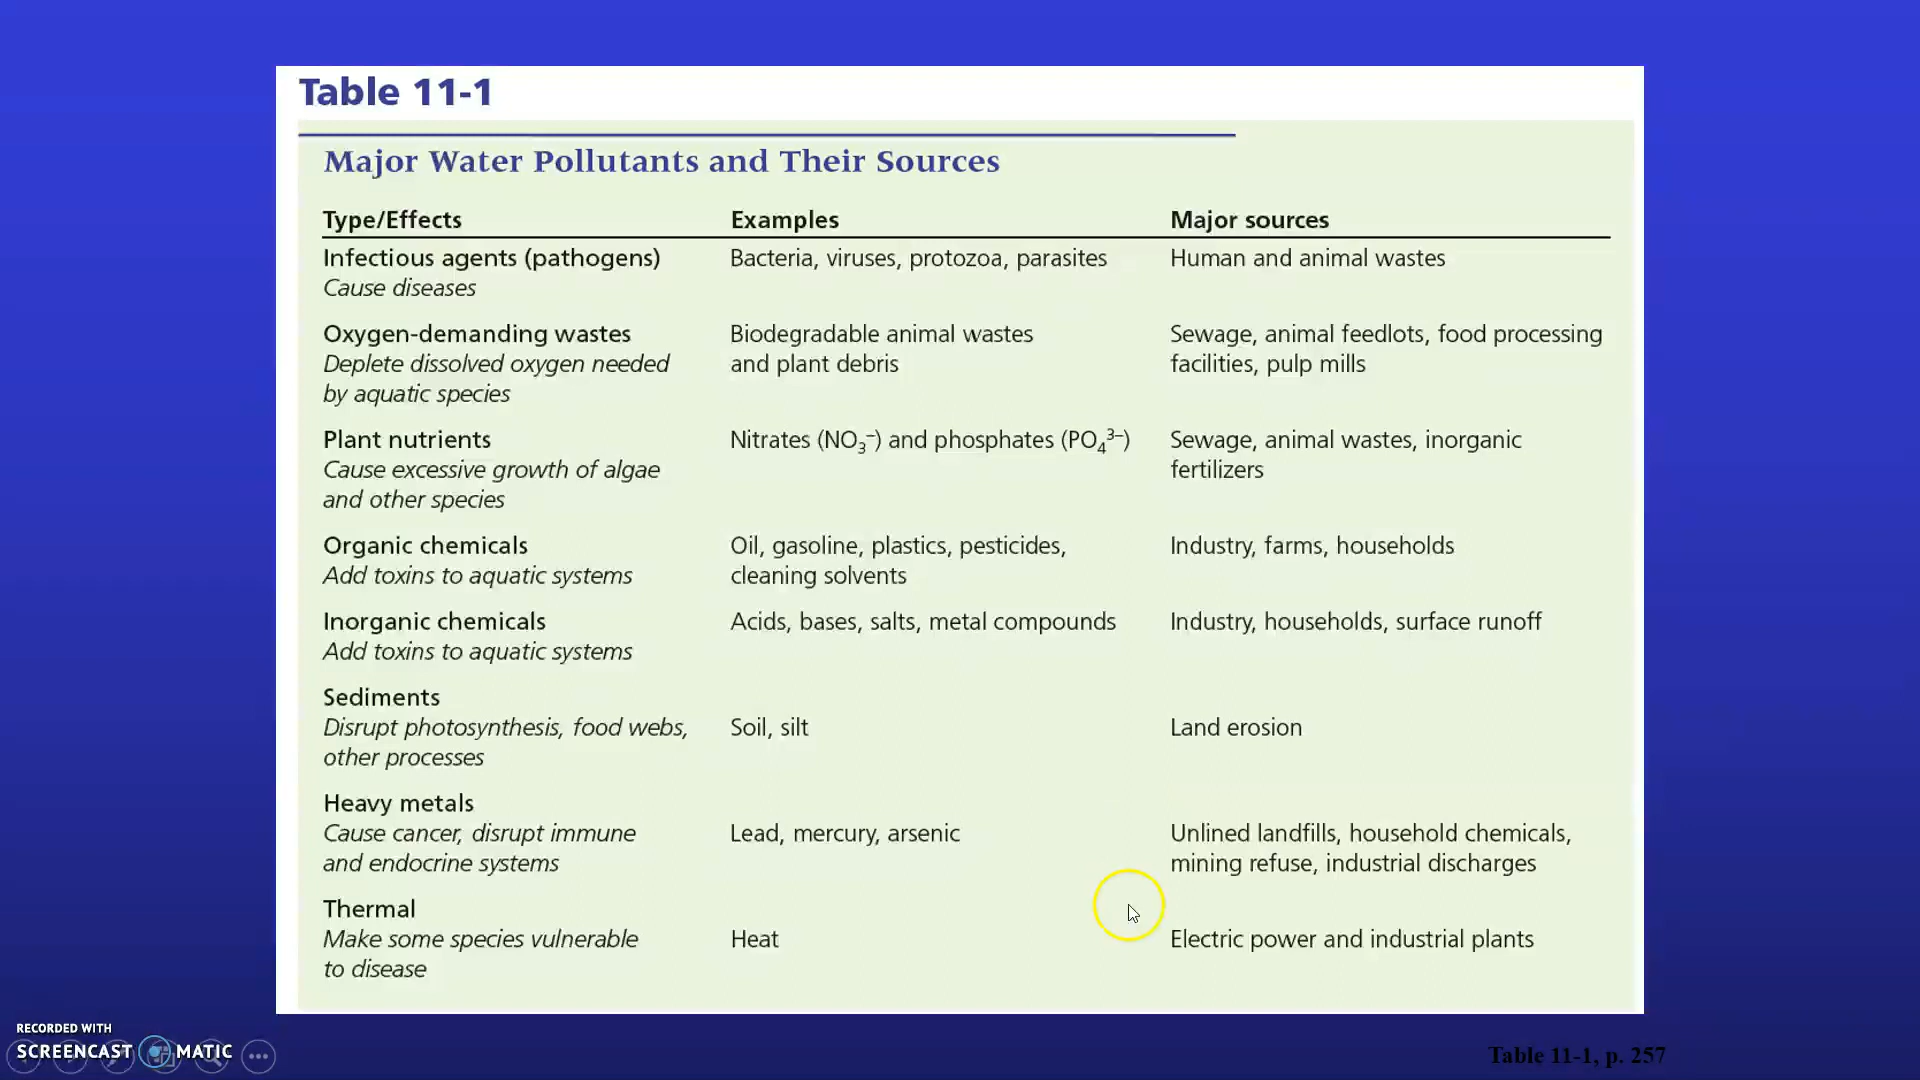 Table 11-1
Major Water Pollutants and Their Sources
Type/Effects Examples Major sources
Infectious agents (pathogens) Bacteria, viruses, protozoa, parasites Human and animal wastes
Cause diseases
Oxygen-demanding wastes Biodegradable animal wastes Sewage, animal feedlots, food processing
Deplete dissolved oxygen needed and plant debris facilities, pulp mills
by aquatic species
Plant nutrients Nitrates (NO₃⁻) and phosphates (PO₄³⁻) Sewage, animal wastes, inorganic
Cause excessive growth of algae fertilizers
and other species
Organic chemicals Oil, gasoline, plastics, pesticides, Industry, farms, households
Add toxins to aquatic systems cleaning solvents
Inorganic chemicals Acids, bases, salts, metal compounds Industry, households, surface runoff
Add toxins to aquatic systems
Sediments
Disrupt photosynthesis, food webs, Soil, silt Land erosion
other processes
Heavy metals
Cause cancer, disrupt immune Lead, mercury, arsenic Unlined landfills, household chemicals,
and endocrine systems mining refuse, industrial discharges
Thermal
Make some species vulnerable Heat Electric power and industrial plants
to disease
RECORDED WITH
SCREENCAST MATIC
Table 11-1, p. 257